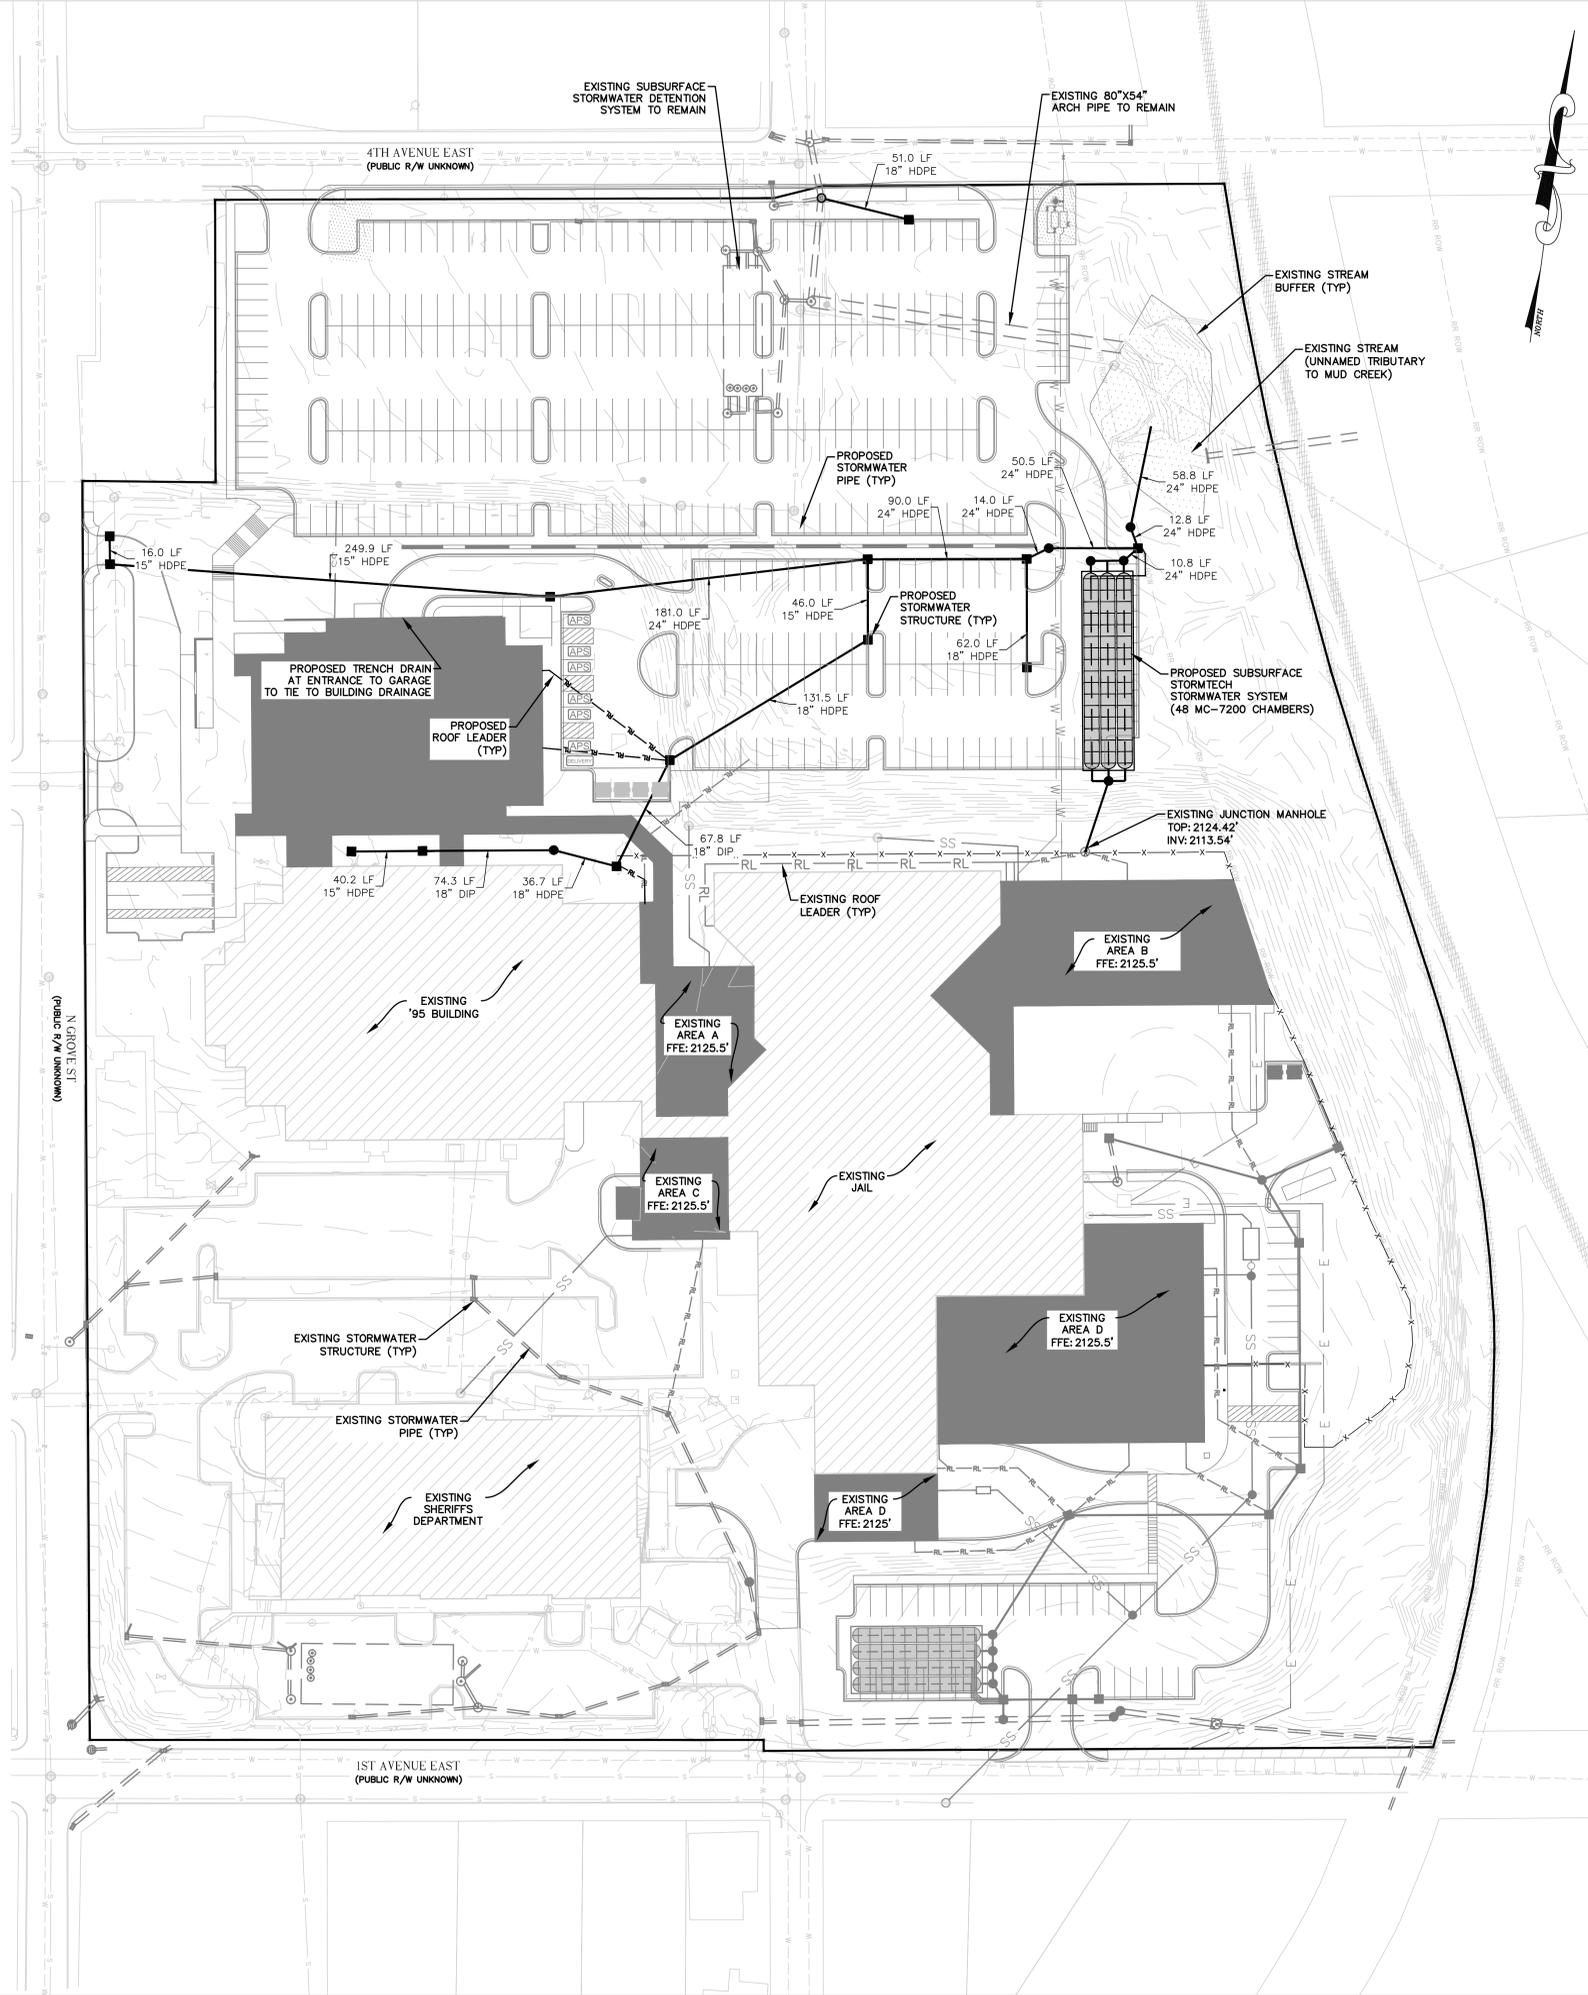 EXISTING SUBSURFACE
STORMWATER DETENTION
SYSTEM TO REMAIN
EXISTING 80"X54"
ARCH PIPE TO REMAIN
4TH AVENUE EAST
(PUBLIC R/W UNKNOWN)
51.0 LF
18" HDPE
EXISTING STREAM
BUFFER (TYP)
NORTH
EXISTING STREAM
(UNNAMED TRIBUTARY
TO MUD CREEK)
PROPOSED
STORMWATER
PIPE (TYP)
50.5 LF
24" HDPE
58.8 LF
24" HDPE
90.0 LF
24" HDPE
14.0 LF
24" HDPE
12.8 LF
24" HDPE
16.0 LF
15" HDPE
249.9 LF
15" HDPE
10.8 LF
24" HDPE
181.0 LF
24" HDPE
46.0 LF
15" HDPE
PROPOSED
STORMWATER
STRUCTURE (TYP)
62.0 LF
18" HDPE
APS
APS
APS
APS
APS
APS
DELIVERY
PROPOSED TRENCH DRAIN
AT ENTRANCE TO GARAGE
TO TIE TO BUILDING DRAINAGE
PROPOSED SUBSURFACE
STORMTECH
STORMWATER SYSTEM
(48 MC-7200 CHAMBERS)
131.5 LF
18" HDPE
PROPOSED
ROOF LEADER
(TYP)
EXISTING JUNCTION MANHOLE
TOP: 2124.42'
INV: 2113.54'
67.8 LF
18" DIP
40.2 LF
15" HDPE
74.3 LF
18" DIP
36.7 LF
18" HDPE
RL RL RL RL RL
SS
EXISTING ROOF
LEADER (TYP)
EXISTING
AREA B
FFE: 2125.5'
EXISTING
'95 BUILDING
EXISTING
AREA A
FFE: 2125.5'
N GROVE ST
(PUBLIC R/W UNKNOWN)
EXISTING
JAIL
EXISTING
AREA C
FFE: 2125.5'
SS
EXISTING
AREA D
FFE: 2125.5'
EXISTING STORMWATER
STRUCTURE (TYP)
EXISTING STORMWATER
PIPE (TYP)
EXISTING
SHERIFFS
DEPARTMENT
EXISTING
AREA D
FFE: 2125'
1ST AVENUE EAST
(PUBLIC R/W UNKNOWN)
RR ROW